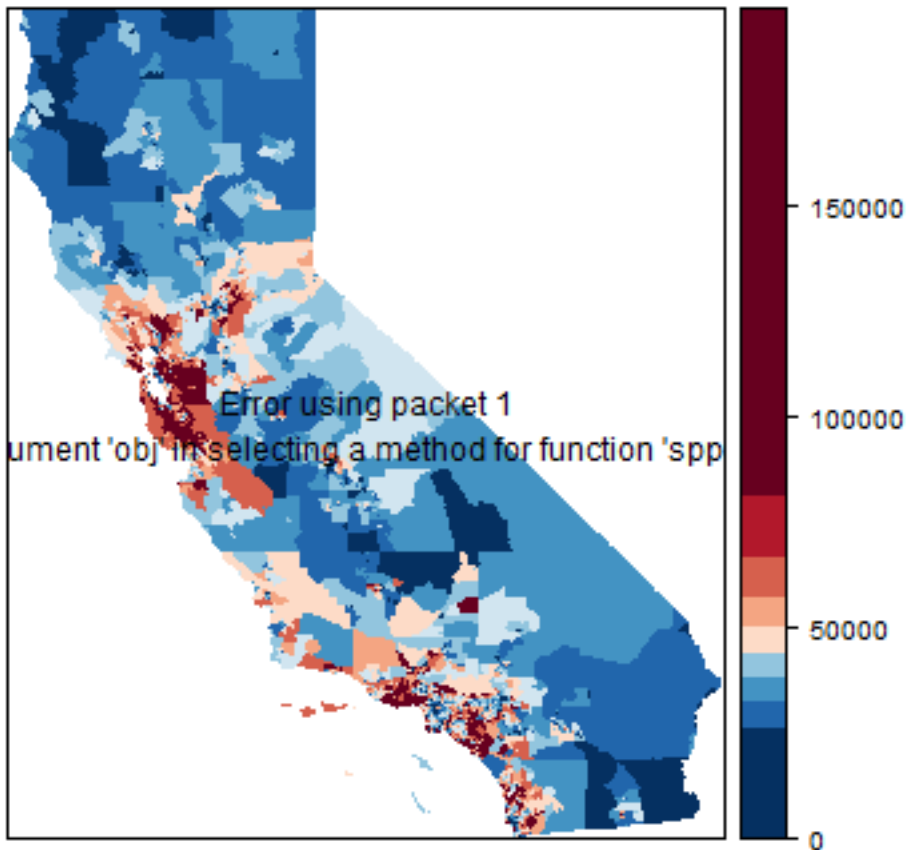 150000
100000
Error using packet 1
ument 'obj' in selecting a method for function 'spp
50000
0